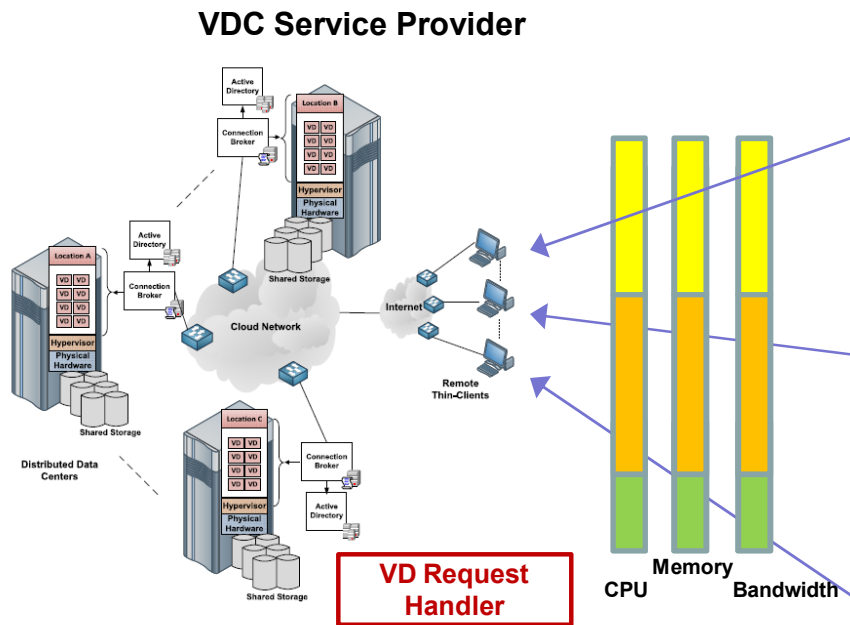 VDC Service Provider
Active
Directory
Connection
Broker
Location B
VD VD
VD VD
VD VD
VD VD
Hypervisor
Physical
Hardware
Shared Storage
Active
Directory
Connection
Broker
Location A
VD VD
VD VD
VD VD
VD VD
Hypervisor
Physical
Hardware
Shared Storage
Cloud Network
Internet
Remote
Thin-Clients
Distributed Data
Centers
Location C
VD VD
VD VD
VD VD
VD VD
Hypervisor
Physical
Hardware
Shared Storage
Connection
Broker
Active
Directory
VD Request
Handler
CPU
Memory
Bandwidth